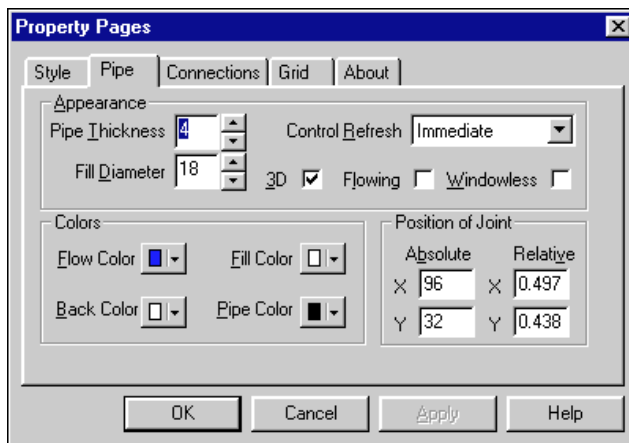 Property Pages
Style Pipe Connections Grid About
Appearance
Pipe Thickness 4 Control Refresh Immediate
Fill Diameter 18 3D Flowing Windowless
Colors
Flow Color Fill Color
Back Color Pipe Color
Position of Joint
Absolute Relative
X 96 X 0.497
Y 32 Y 0.438
OK Cancel Apply Help